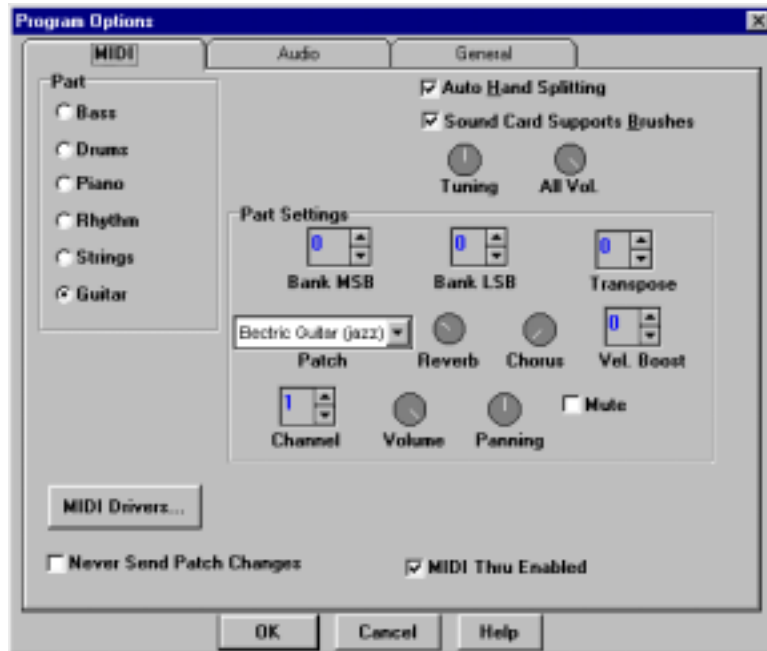 Program Options
MIDI
Audio
General
Part
Bass
Drums
Piano
Rhythm
Strings
Guitar
Auto Hand Splitting
Sound Card Supports Brushes
Tuning
All Vol.
Part Settings
0
0
0
Bank MSB
Bank LSB
Transpose
Electric Guitar (jazz)
0
Patch
Reverb
Chorus
Vel. Boost
1
Mute
Channel
Volume
Panning
MIDI Drivers...
Never Send Patch Changes
MIDI Thru Enabled
OK
Cancel
Help